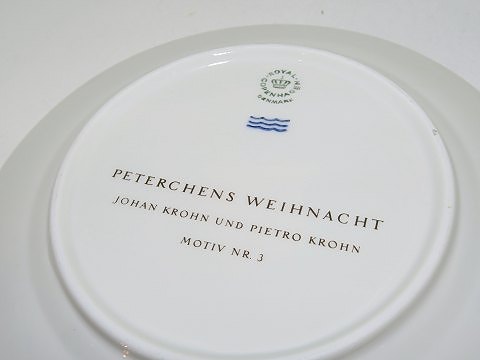 ROYAL
COPENHAGEN
DENMARK
PETERCHENS WEIHNACHT
JOHAN KROHN UND PIETRO KROHN
MOTIV NR. 3